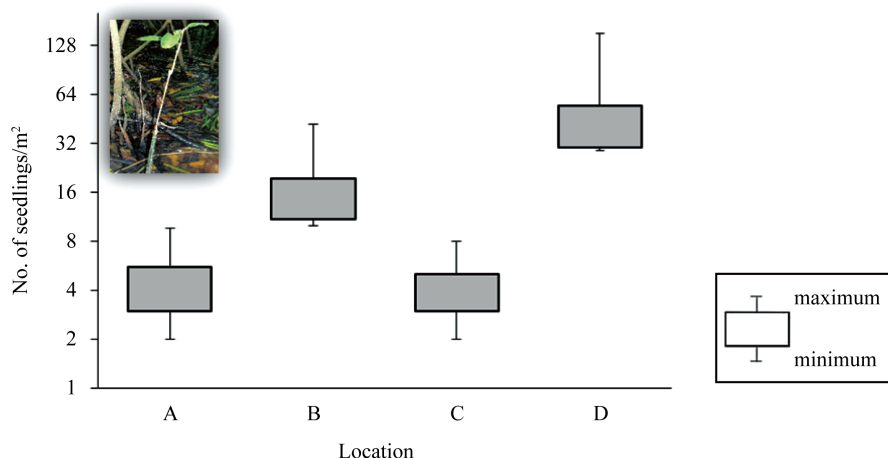 No. of seedlings/m²
128
64
32
16
8
4
2
1
A B C D
Location
maximum
minimum